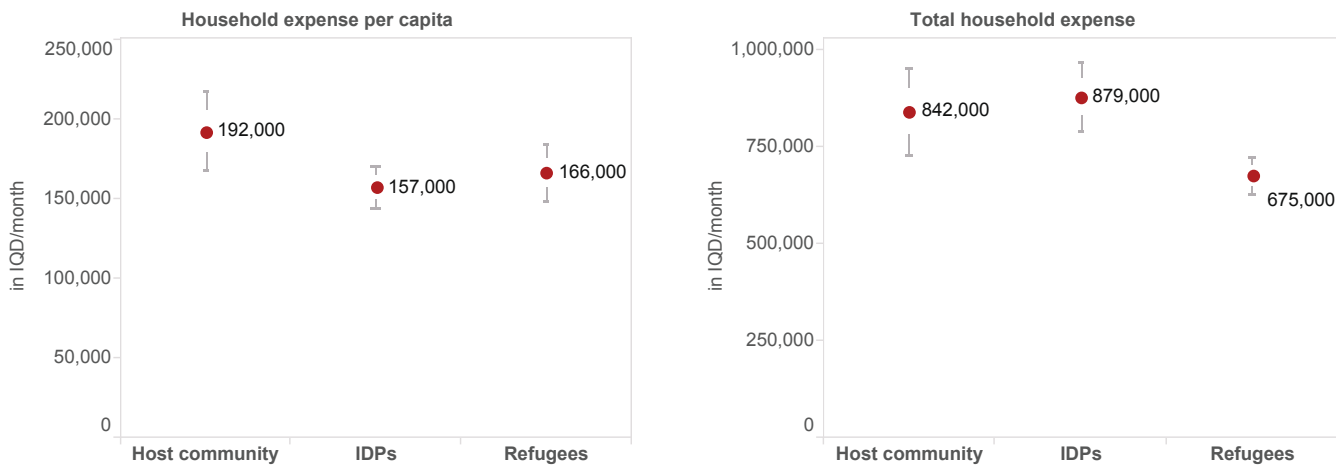 Household expense per capita
250,000
200,000
150,000
100,000
50,000
0
in IQD/month
192,000
157,000
166,000
Host community
IDPs
Refugees
Total household expense
1,000,000
750,000
500,000
250,000
0
in IQD/month
842,000
879,000
675,000
Host community
IDPs
Refugees